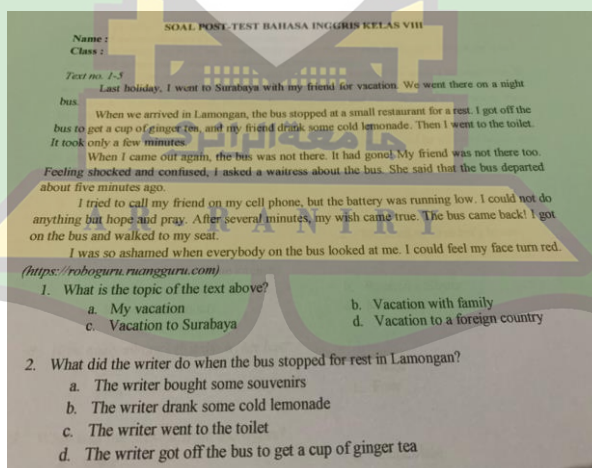 SOAL POST-TEST BAHASA INGGRIS KELAS VIII
Name :
Class :
Text no. 1-5
Last holiday, I went to Surabaya with my friend for vacation. We went there on a night
bus.
When we arrived in Lamongan, the bus stopped at a small restaurant for a rest. I got off the
bus to get a cup of ginger tea, and my friend drank some cold lemonade. Then I went to the toilet.
It took only a few minutes.
When I came out again, the bus was not there. It had gone! My friend was not there too.
Feeling shocked and confused, I asked a waitress about the bus. She said that the bus departed
about five minutes ago.
I tried to call my friend on my cell phone, but the battery was running low. I could not do
anything but hope and pray. After several minutes, my wish came true. The bus came back! I got
on the bus and walked to my seat.
I was so ashamed when everybody on the bus looked at me. I could feel my face turn red.
(https://roboguru.ruangguru.com)
1. What is the topic of the text above?
a. My vacation
b. Vacation with family
c. Vacation to Surabaya
d. Vacation to a foreign country
2. What did the writer do when the bus stopped for rest in Lamongan?
a. The writer bought some souvenirs
b. The writer drank some cold lemonade
c. The writer went to the toilet
d. The writer got off the bus to get a cup of ginger tea
جامعة الرانري
A R - R A N I R Y